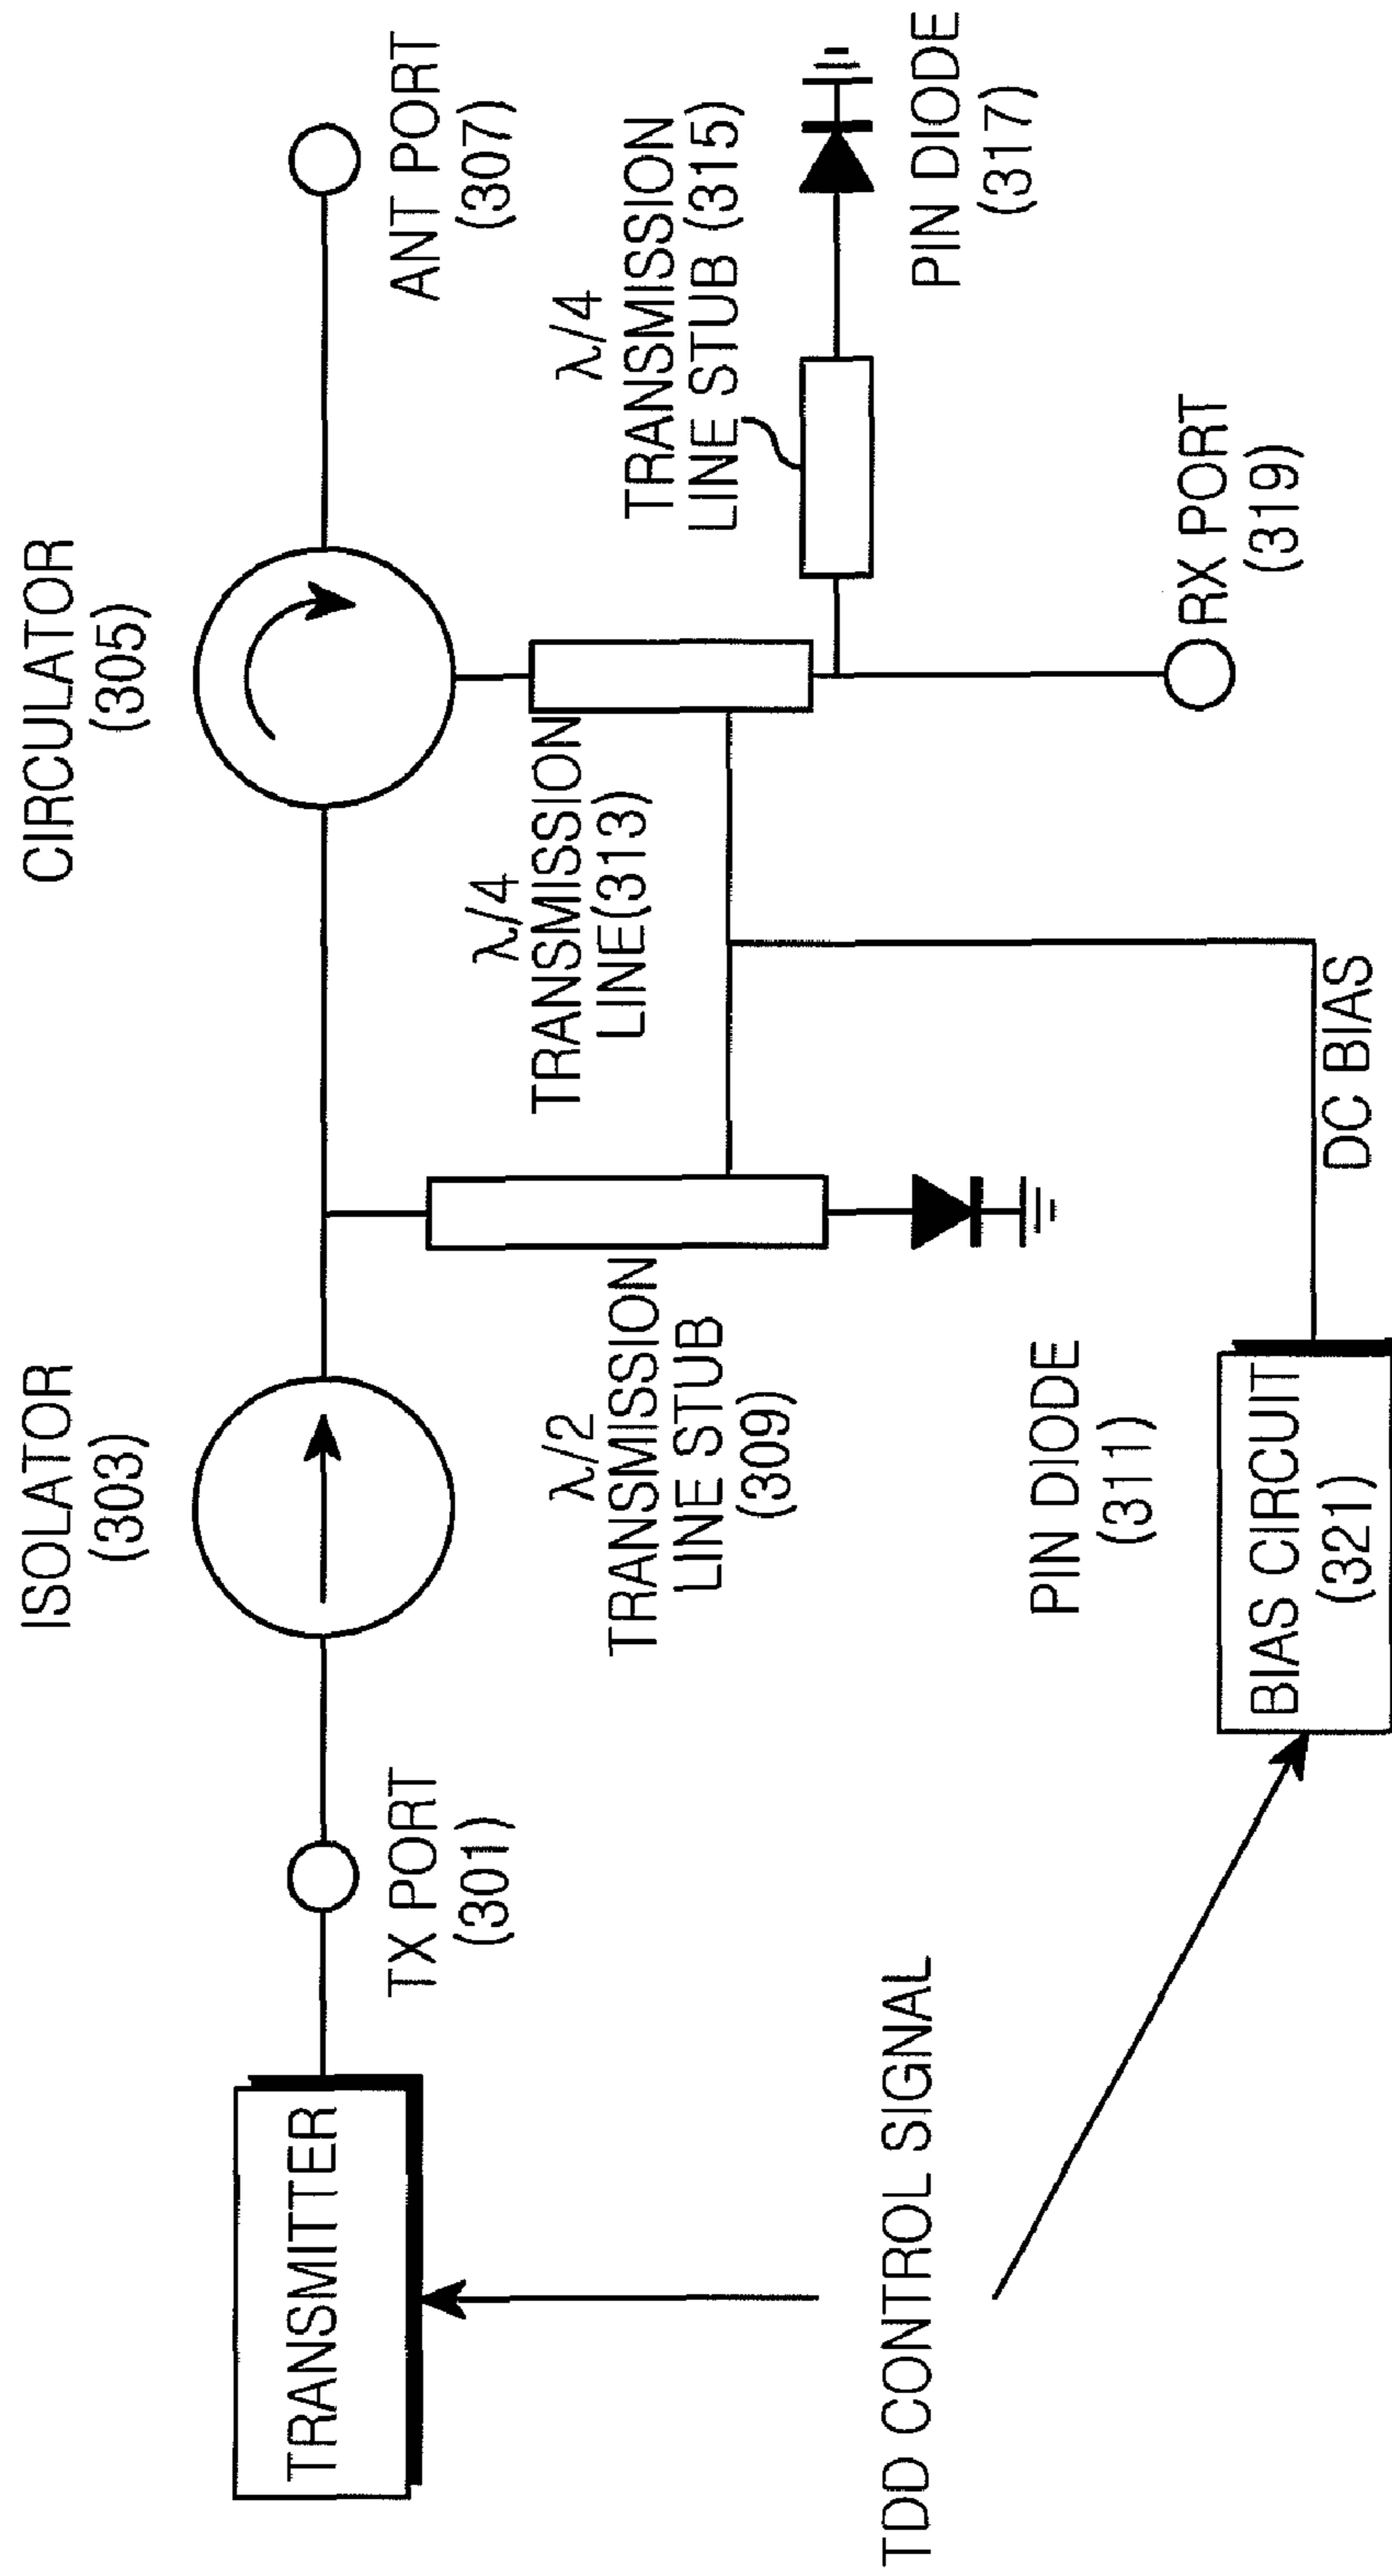 ISOLATOR
(303)
CIRCULATOR
(305)
TRANSMITTER
TX PORT
(301)
ANT PORT
(307)
λ/2
TRANSMISSION
LINE STUB
(309)
λ/4
TRANSMISSION
LINE(313)
λ/4
TRANSMISSION
LINE STUB (315)
PIN DIODE
(317)
PIN DIODE
(311)
RX PORT
(319)
TDD CONTROL SIGNAL
BIAS CIRCUIT
(321)
DC BIAS